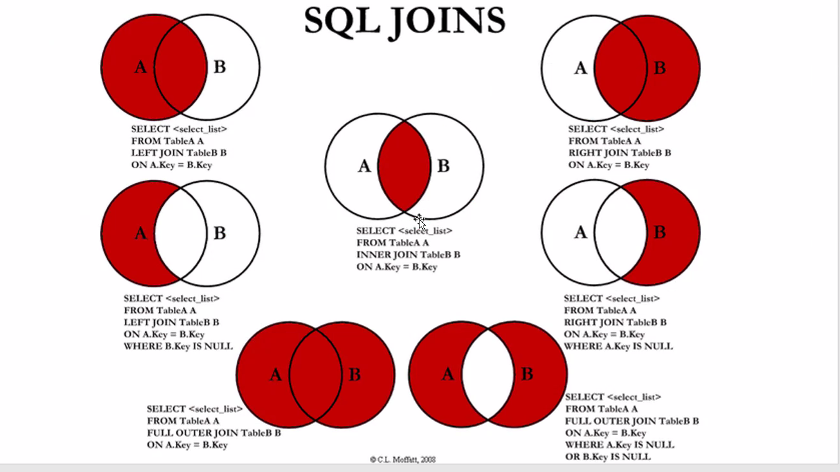 SQL JOINS
A B
SELECT <select_list>
FROM TableA A
LEFT JOIN TableB B
ON A.Key = B.Key
A B
SELECT <select_list>
FROM TableA A
RIGHT JOIN TableB B
ON A.Key = B.Key
A B
SELECT <select_list>
FROM TableA A
INNER JOIN TableB B
ON A.Key = B.Key
A B
SELECT <select_list>
FROM TableA A
LEFT JOIN TableB B
ON A.Key = B.Key
WHERE B.Key IS NULL
A B
SELECT <select_list>
FROM TableA A
RIGHT JOIN TableB B
ON A.Key = B.Key
WHERE A.Key IS NULL
A B
SELECT <select_list>
FROM TableA A
FULL OUTER JOIN TableB B
ON A.Key = B.Key
A B
SELECT <select_list>
FROM TableA A
FULL OUTER JOIN TableB B
ON A.Key = B.Key
WHERE A.Key IS NULL
OR B.Key IS NULL
© C.L. Moffatt, 2008